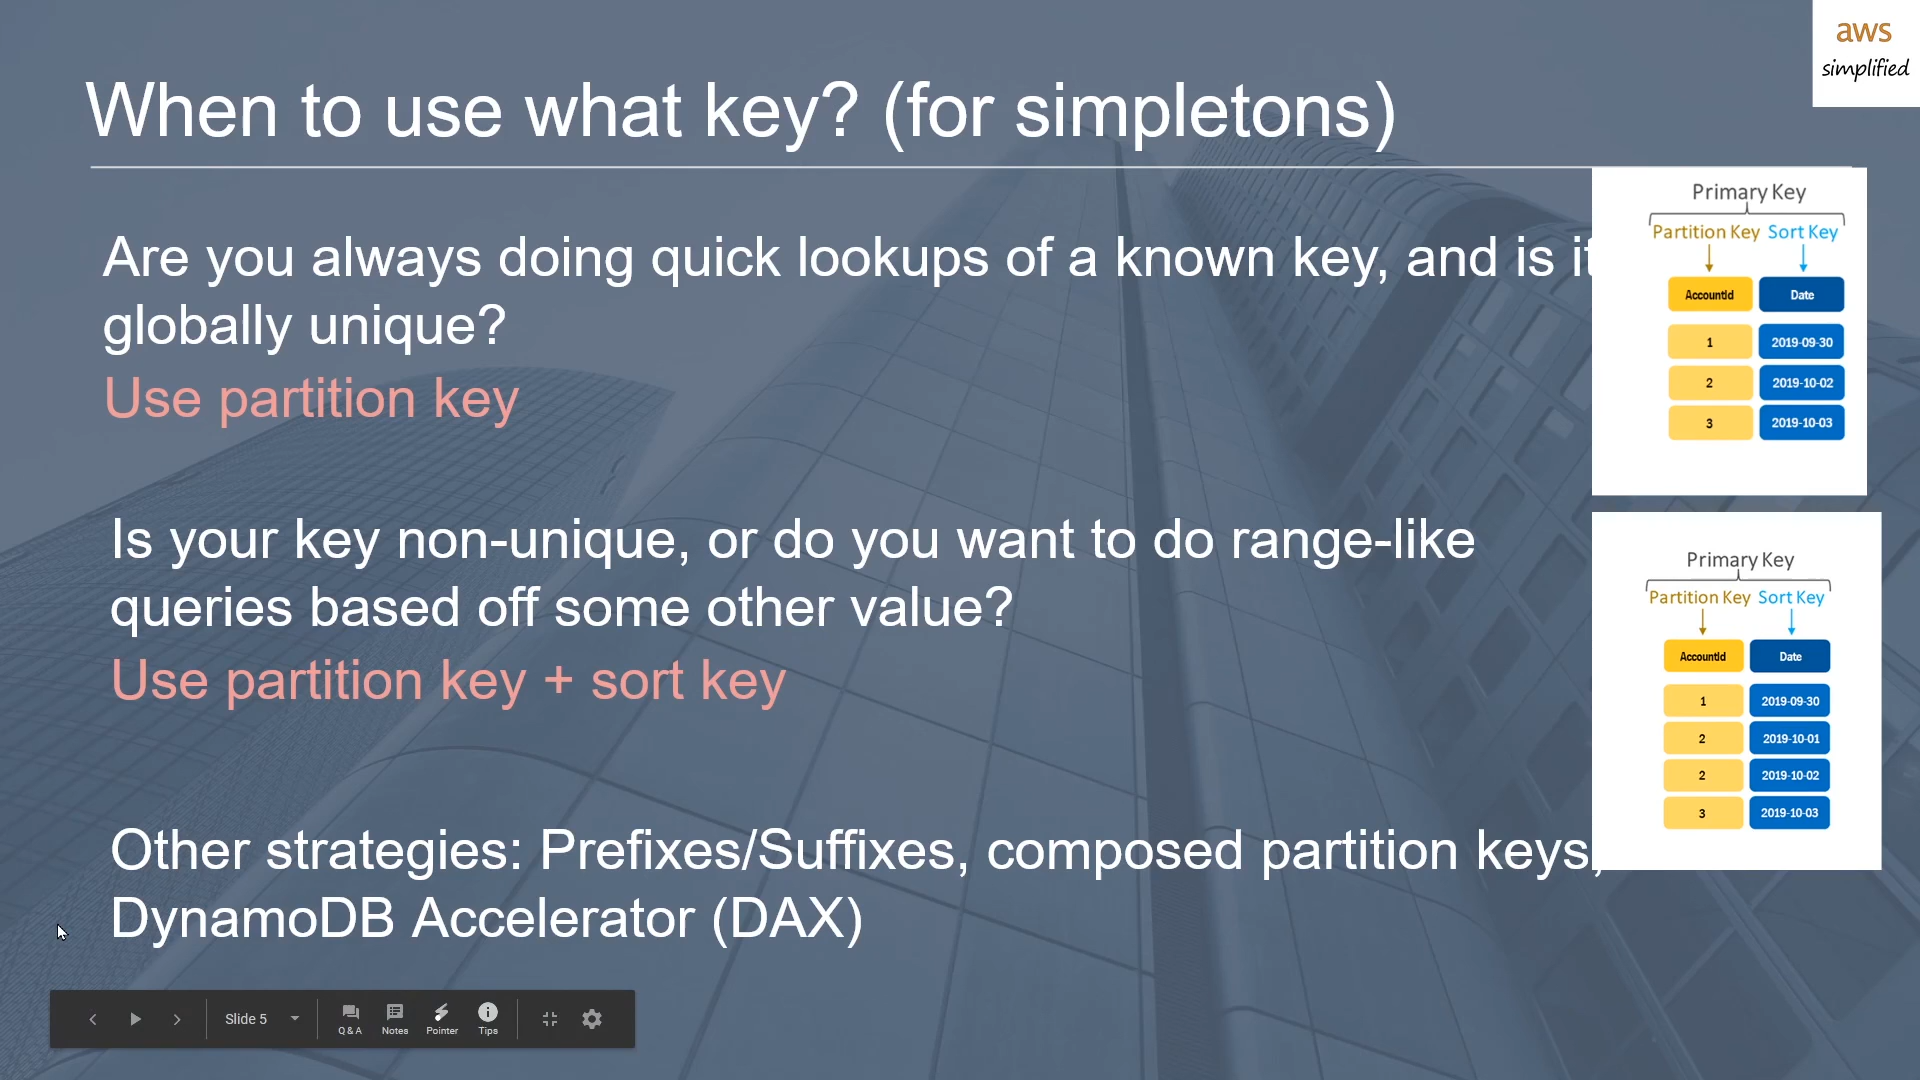 aws
simplified
When to use what key? (for simpletons)
Are you always doing quick lookups of a known key, and is it
globally unique?
Use partition key
Primary Key
Partition Key Sort Key
AccountId Date
1 2019-09-30
2 2019-10-02
3 2019-10-03
Is your key non-unique, or do you want to do range-like
queries based off some other value?
Use partition key + sort key
Primary Key
Partition Key Sort Key
AccountId Date
1 2019-09-30
2 2019-10-01
2 2019-10-02
3 2019-10-03
Other strategies: Prefixes/Suffixes, composed partition keys,
DynamoDB Accelerator (DAX)
Slide 5
Q & A Notes Pointer Tips